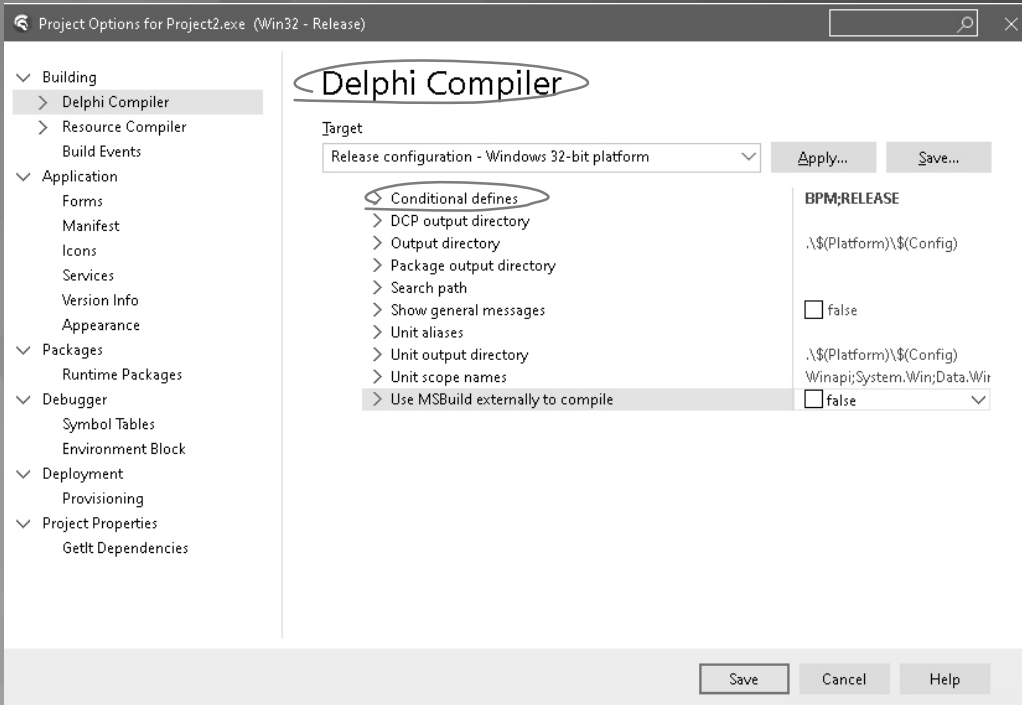 Project Options for Project2.exe (Win32 - Release)
Building
Delphi Compiler
Resource Compiler
Build Events
Application
Forms
Manifest
Icons
Services
Version Info
Appearance
Packages
Runtime Packages
Debugger
Symbol Tables
Environment Block
Deployment
Provisioning
Project Properties
GetIt Dependencies
Delphi Compiler
Target
Release configuration - Windows 32-bit platform
Apply...
Save...
Conditional defines BPM;RELEASE
DCP output directory
Output directory .\$(Platform)\$(Config)
Package output directory
Search path
Show general messages false
Unit aliases
Unit output directory .\$(Platform)\$(Config)
Unit scope names Winapi;System.Win;Data.Wir
Use MSBuild externally to compile false
Save
Cancel
Help